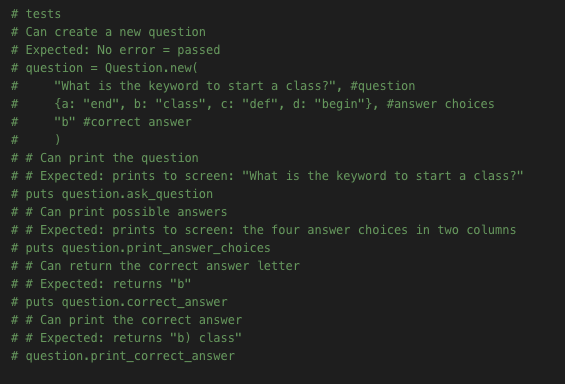 # tests
# Can create a new question
# Expected: No error = passed
# question = Question.new(
#     "What is the keyword to start a class?", #question
#     {a: "end", b: "class", c: "def", d: "begin"}, #answer choices
#     "b" #correct answer
#     )
# # Can print the question
# # Expected: prints to screen: "What is the keyword to start a class?"
# puts question.ask_question
# # Can print possible answers
# # Expected: prints to screen: the four answer choices in two columns
# puts question.print_answer_choices
# # Can return the correct answer letter
# # Expected: returns "b"
# puts question.correct_answer
# # Can print the correct answer
# # Expected: returns "b) class"
# question.print_correct_answer